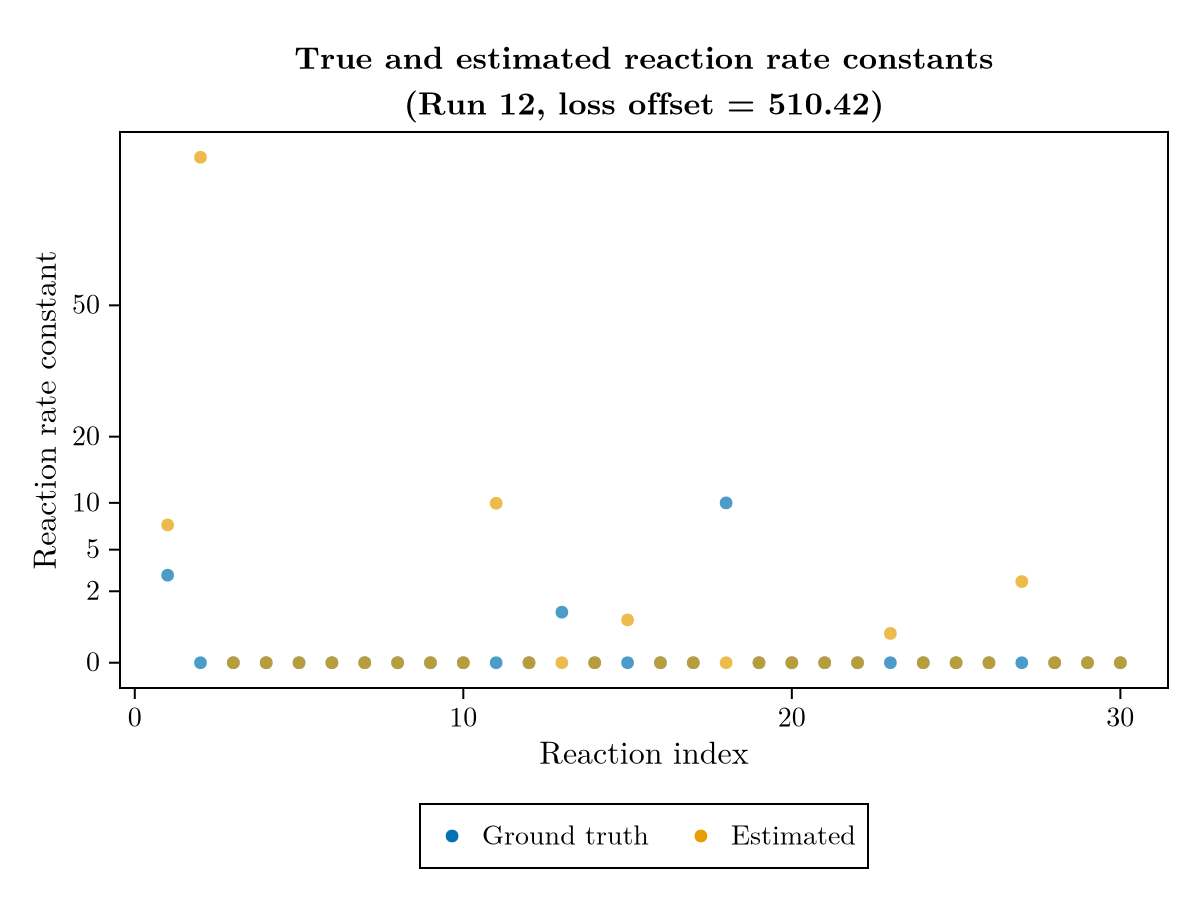 True and estimated reaction rate constants
(Run 12, loss offset = 510.42)
Reaction rate constant
50
20
10
5
2
0
0 10 20 30
Reaction index
Ground truth Estimated